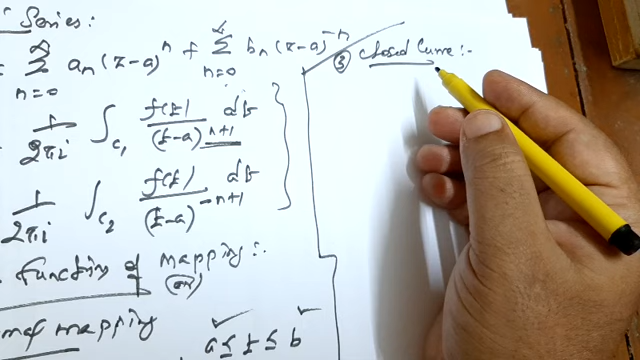 Series:
= ∞∑n=0 an (z-a)^n + ∞∑n=0 bn (z-a)^-n
1/2πi ∫c1 f(t)/(t-a)^n+1 dt
1/2πi ∫c2 f(t)/(t-a)^-n+1 dt
function of mapping:-
(or)
mapping
a ≤ t ≤ b
③ closed curve:-